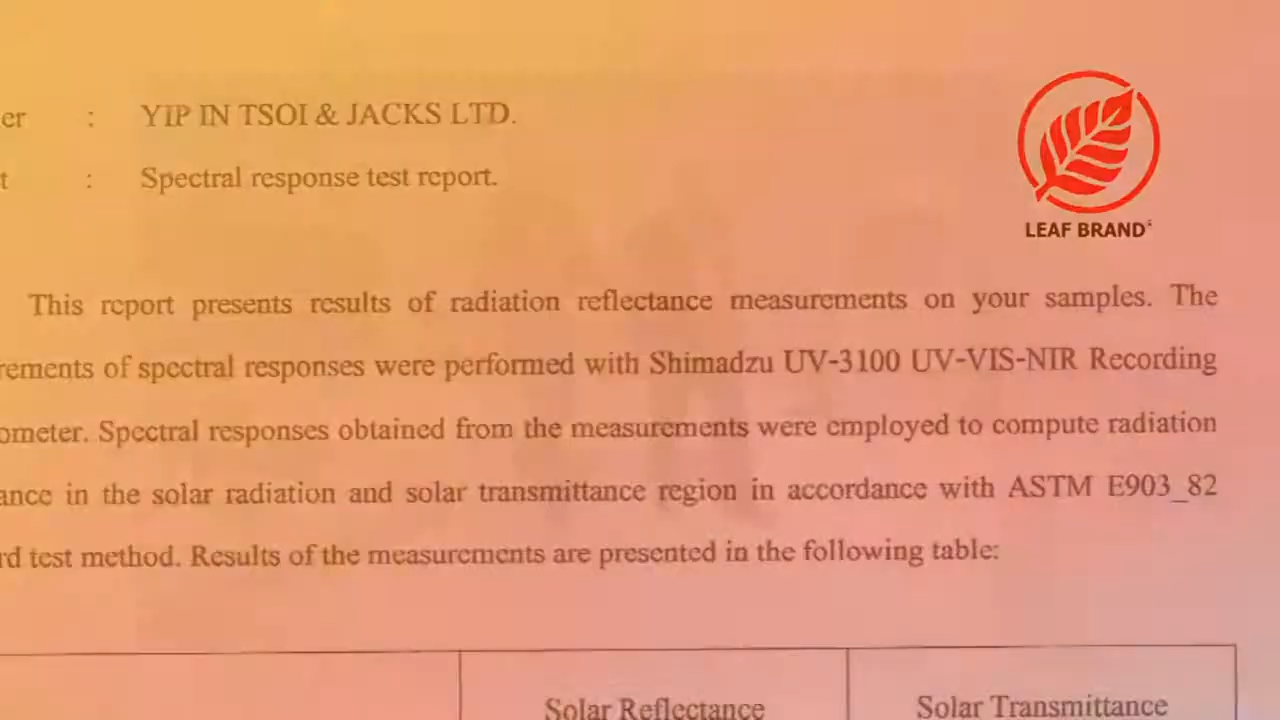 er : YIP IN TSOI & JACKS LTD.
t : Spectral response test report.
LEAF BRAND
This report presents results of radiation reflectance measurements on your samples. The
rements of spectral responses were performed with Shimadzu UV-3100 UV-VIS-NIR Recording
ometer. Spectral responses obtained from the measurements were employed to compute radiation
ance in the solar radiation and solar transmittance region in accordance with ASTM E903_82
rd test method. Results of the measurements are presented in the following table:
Solar Reflectance Solar Transmittance